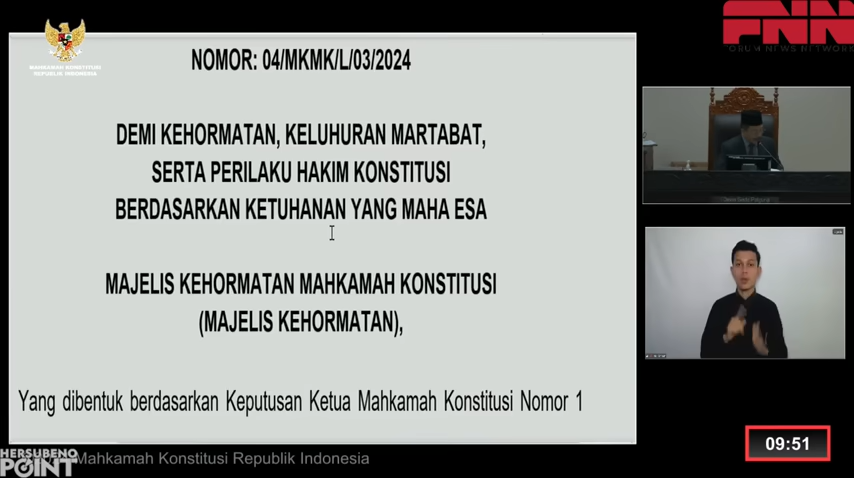 FNN
FORUM NEWS NETWORK
MAHKAMAH KONSTITUSI
REPUBLIK INDONESIA
NOMOR: 04/MKMK/L/03/2024
DEMI KEHORMATAN, KELUHURAN MARTABAT,
SERTA PERILAKU HAKIM KONSTITUSI
BERDASARKAN KETUHANAN YANG MAHA ESA
MAJELIS KEHORMATAN MAHKAMAH KONSTITUSI
(MAJELIS KEHORMATAN),
Yang dibentuk berdasarkan Keputusan Ketua Mahkamah Konstitusi Nomor 1
09:51
HERSUBENO
POINT
Mahkamah Konstitusi Republik Indonesia